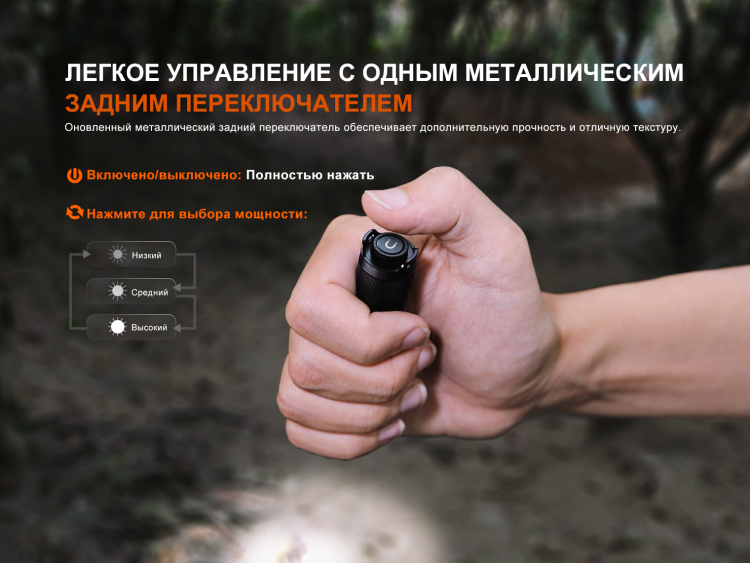 ЛЕГКОЕ УПРАВЛЕНИЕ С ОДНЫМ МЕТАЛЛИЧЕСКИМ
ЗАДНИМ ПЕРЕКЛЮЧАТЕЛЕМ
Оновленный металлический задний переключатель обеспечивает дополнительную прочность и отличную текстуру.
Включено/выключено: Полностью нажать
Нажмите для выбора мощности:
Низкий
Средний
Высокий